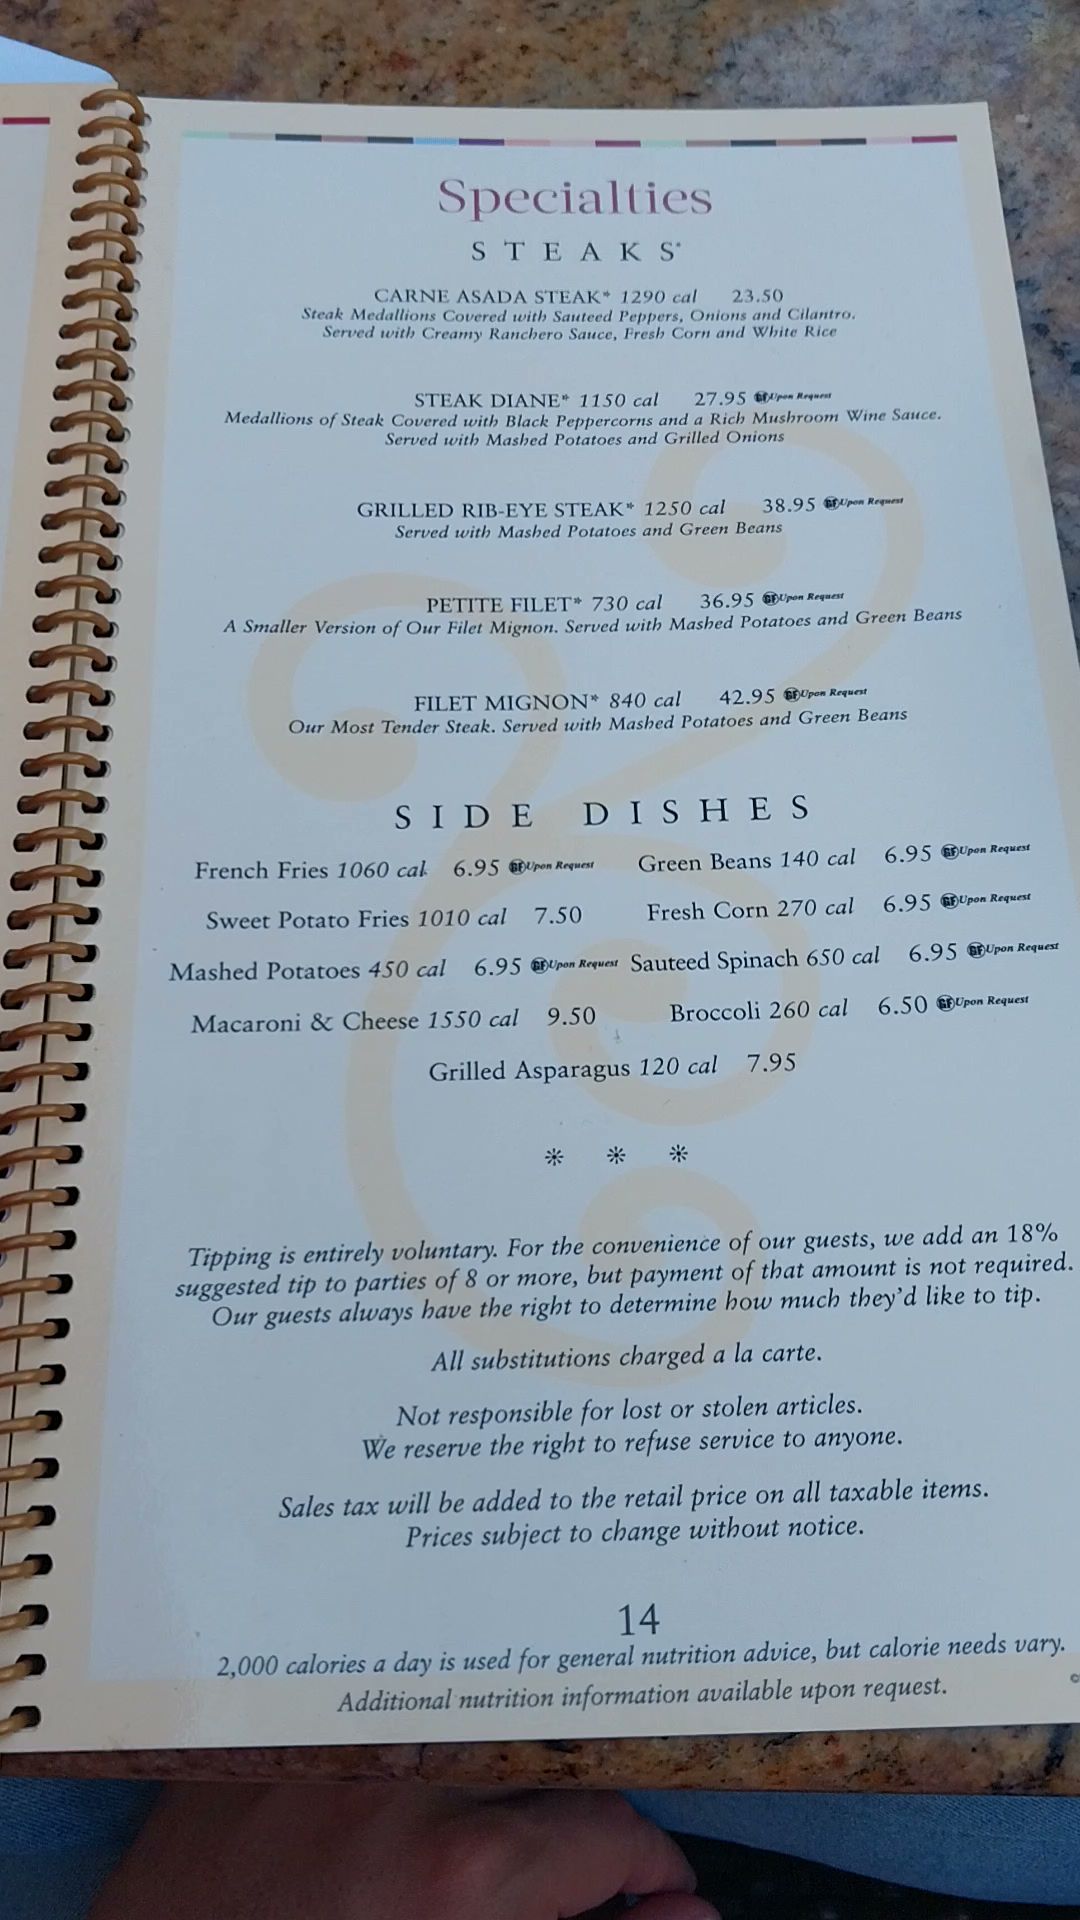 Specialties
STEAKS*
CARNE ASADA STEAK* 1290 cal 23.50
Steak Medallions Covered with Sauteed Peppers, Onions and Cilantro.
Served with Creamy Ranchero Sauce, Fresh Corn and White Rice
STEAK DIANE* 1150 cal 27.95 GF Upon Request
Medallions of Steak Covered with Black Peppercorns and a Rich Mushroom Wine Sauce.
Served with Mashed Potatoes and Grilled Onions
GRILLED RIB-EYE STEAK* 1250 cal 38.95 GF Upon Request
Served with Mashed Potatoes and Green Beans
PETITE FILET* 730 cal 36.95 GF Upon Request
A Smaller Version of Our Filet Mignon. Served with Mashed Potatoes and Green Beans
FILET MIGNON* 840 cal 42.95 GF Upon Request
Our Most Tender Steak. Served with Mashed Potatoes and Green Beans
SIDE DISHES
French Fries 1060 cal 6.95 GF Upon Request Green Beans 140 cal 6.95 GF Upon Request
Sweet Potato Fries 1010 cal 7.50 Fresh Corn 270 cal 6.95 GF Upon Request
Mashed Potatoes 450 cal 6.95 GF Upon Request Sauteed Spinach 650 cal 6.95 GF Upon Request
Macaroni & Cheese 1550 cal 9.50 Broccoli 260 cal 6.50 GF Upon Request
Grilled Asparagus 120 cal 7.95
Tipping is entirely voluntary. For the convenience of our guests, we add an 18%
suggested tip to parties of 8 or more, but payment of that amount is not required.
Our guests always have the right to determine how much they'd like to tip.
All substitutions charged a la carte.
Not responsible for lost or stolen articles.
We reserve the right to refuse service to anyone.
Sales tax will be added to the retail price on all taxable items.
Prices subject to change without notice.
14
2,000 calories a day is used for general nutrition advice, but calorie needs vary.
Additional nutrition information available upon request.
©